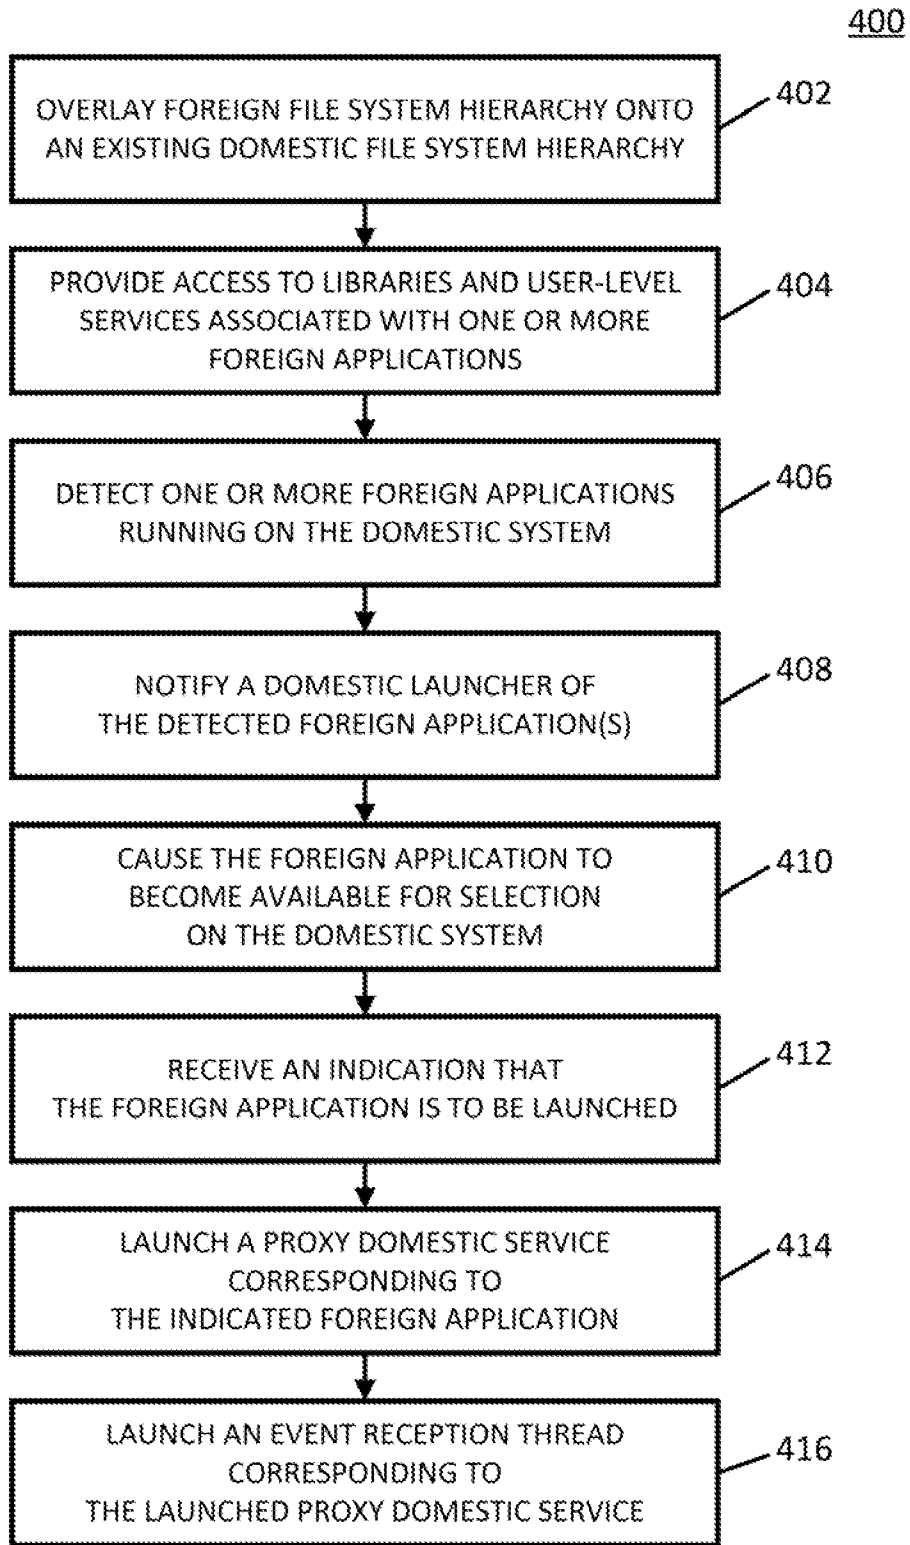 400
OVERLAY FOREIGN FILE SYSTEM HIERARCHY ONTO
AN EXISTING DOMESTIC FILE SYSTEM HIERARCHY
402
PROVIDE ACCESS TO LIBRARIES AND USER-LEVEL
SERVICES ASSOCIATED WITH ONE OR MORE
FOREIGN APPLICATIONS
404
DETECT ONE OR MORE FOREIGN APPLICATIONS
RUNNING ON THE DOMESTIC SYSTEM
406
NOTIFY A DOMESTIC LAUNCHER OF
THE DETECTED FOREIGN APPLICATION(S)
408
CAUSE THE FOREIGN APPLICATION TO
BECOME AVAILABLE FOR SELECTION
ON THE DOMESTIC SYSTEM
410
RECEIVE AN INDICATION THAT
THE FOREIGN APPLICATION IS TO BE LAUNCHED
412
LAUNCH A PROXY DOMESTIC SERVICE
CORRESPONDING TO
THE INDICATED FOREIGN APPLICATION
414
LAUNCH AN EVENT RECEPTION THREAD
CORRESPONDING TO
THE LAUNCHED PROXY DOMESTIC SERVICE
416